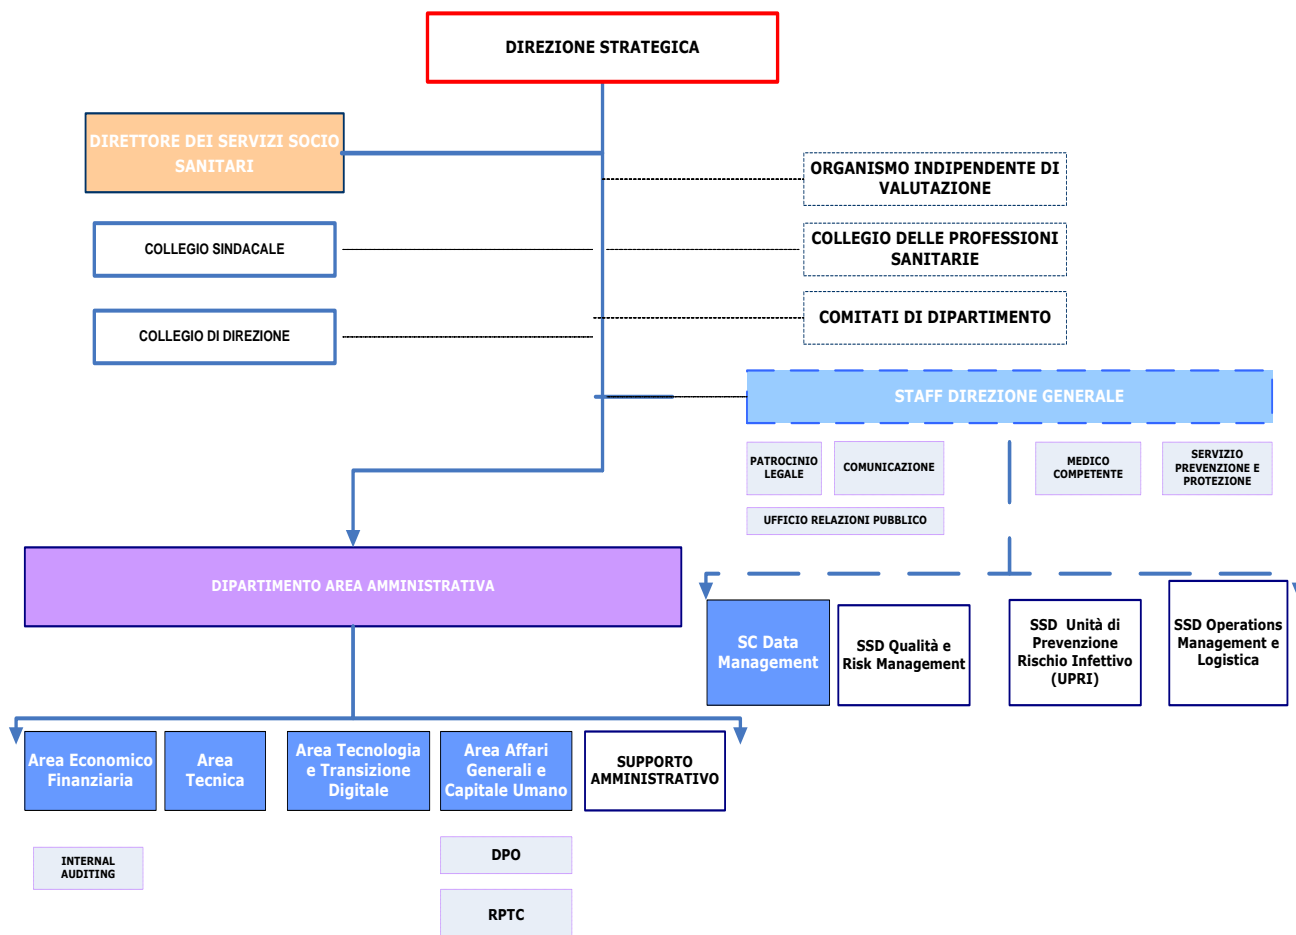 DIREZIONE STRATEGICA
DIRETTORE DEI SERVIZI SOCIO
SANITARI
ORGANISMO INDIPENDENTE DI
VALUTAZIONE
COLLEGIO SINDACALE
COLLEGIO DELLE PROFESSIONI
SANITARIE
COLLEGIO DI DIREZIONE
COMITATI DI DIPARTIMENTO
STAFF DIREZIONE GENERALE
PATROCINIO
LEGALE
COMUNICAZIONE
MEDICO
COMPETENTE
SERVIZIO
PREVENZIONE E
PROTEZIONE
UFFICIO RELAZIONI PUBBLICO
DIPARTIMENTO AREA AMMINISTRATIVA
SC Data
Management
SSD Qualità e
Risk Management
SSD Unità di
Prevenzione
Rischio Infettivo
(UPRI)
SSD Operations
Management e
Logistica
Area Economico
Finanziaria
Area
Tecnica
Area Tecnologia
e Transizione
Digitale
Area Affari
Generali e
Capitale Umano
SUPPORTO
AMMINISTRATIVO
INTERNAL
AUDITING
DPO
RPTC